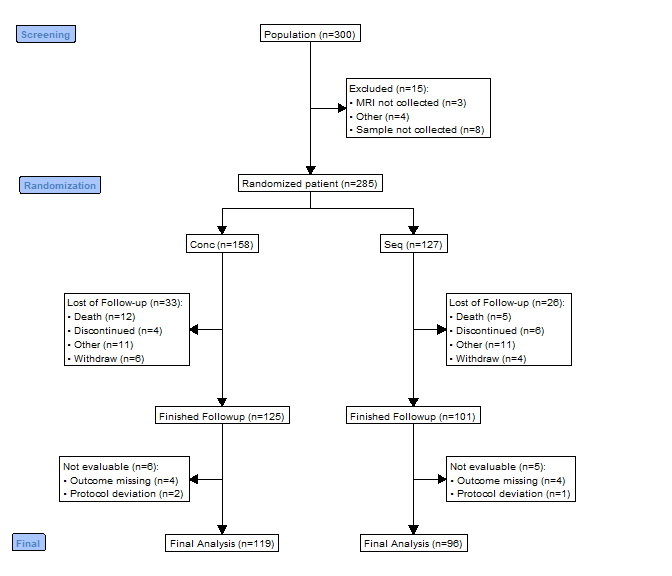 Screening
Population (n=300)
Excluded (n=15):
• MRI not collected (n=3)
• Other (n=4)
• Sample not collected (n=8)
Randomization
Randomized patient (n=285)
Conc (n=158)
Seq (n=127)
Lost of Follow-up (n=33):
• Death (n=12)
• Discontinued (n=4)
• Other (n=11)
• Withdraw (n=6)
Lost of Follow-up (n=26):
• Death (n=5)
• Discontinued (n=6)
• Other (n=11)
• Withdraw (n=4)
Finished Followup (n=125)
Finished Followup (n=101)
Not evaluable (n=6):
• Outcome missing (n=4)
• Protocol deviation (n=2)
Not evaluable (n=5):
• Outcome missing (n=4)
• Protocol deviation (n=1)
Final
Final Analysis (n=119)
Final Analysis (n=96)